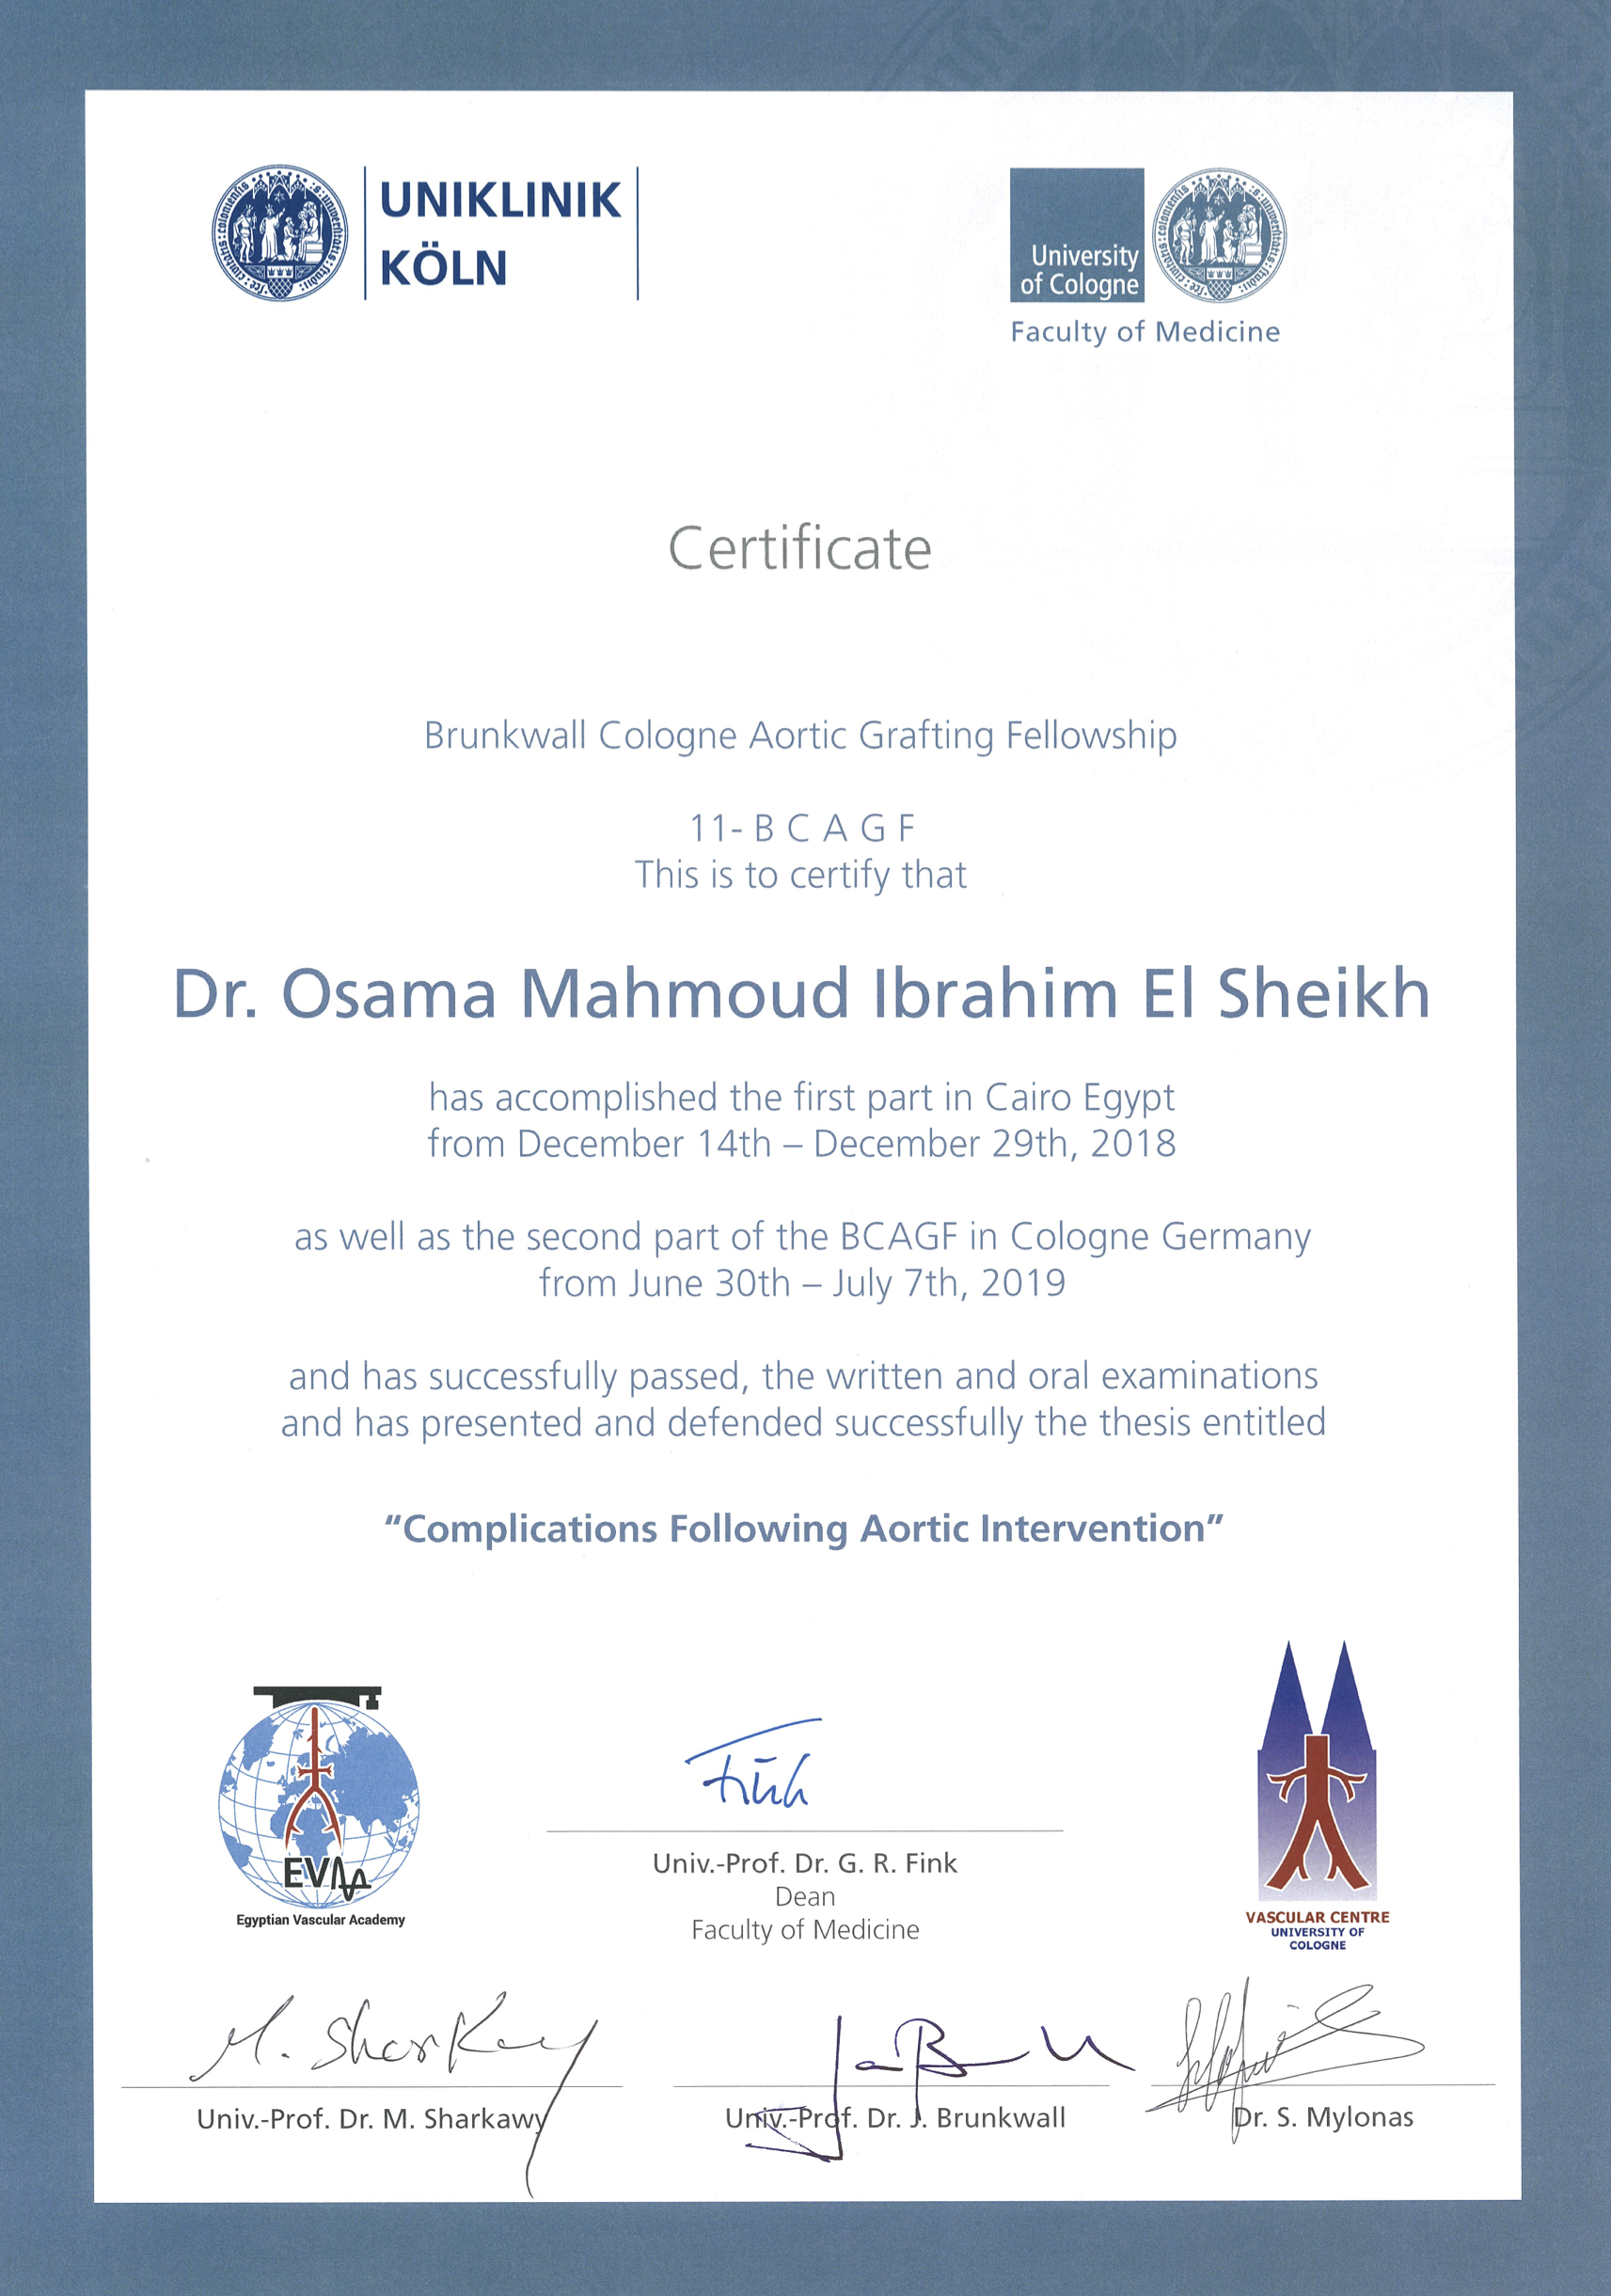 UNIKLINIK
KÖLN
University
of Cologne
Faculty of Medicine
Certificate
Brunkwall Cologne Aortic Grafting Fellowship
11- B C A G F
This is to certify that
Dr. Osama Mahmoud Ibrahim El Sheikh
has accomplished the first part in Cairo Egypt
from December 14th – December 29th, 2018
as well as the second part of the BCAGF in Cologne Germany
from June 30th – July 7th, 2019
and has successfully passed, the written and oral examinations
and has presented and defended successfully the thesis entitled
“Complications Following Aortic Intervention”
EVA
Egyptian Vascular Academy
Univ.-Prof. Dr. G. R. Fink
Dean
Faculty of Medicine
VASCULAR CENTRE
UNIVERSITY OF
COLOGNE
M. Sharkawy
Univ.-Prof. Dr. M. Sharkawy
Univ.-Prof. Dr. J. Brunkwall
Dr. S. Mylonas